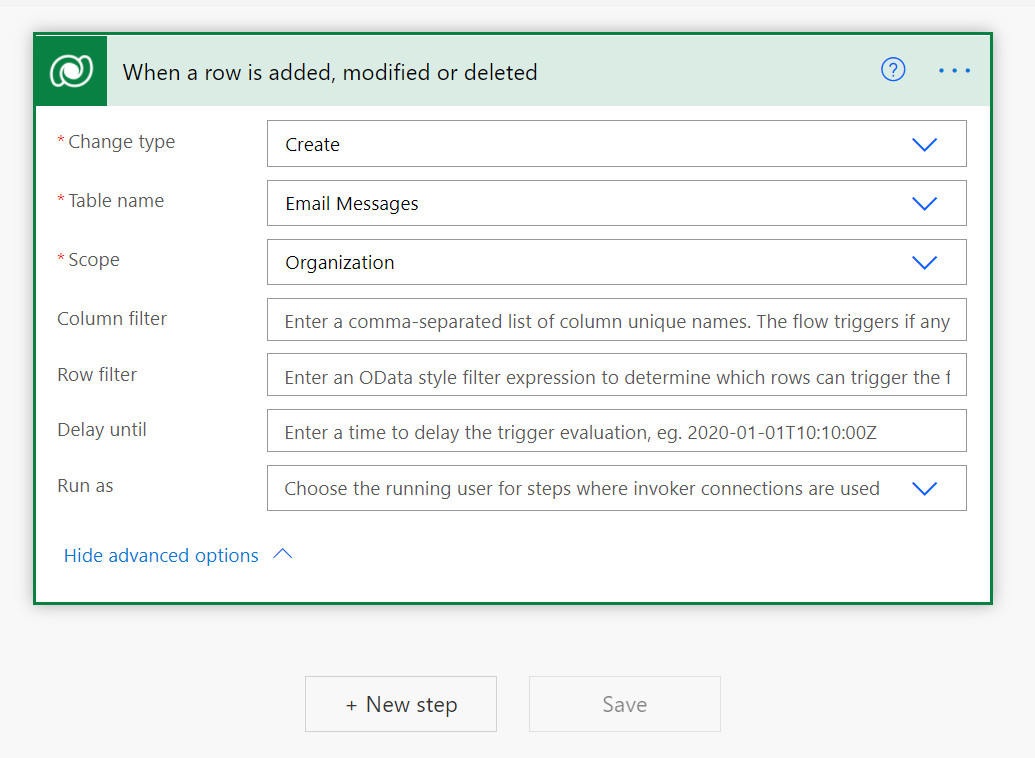 When a row is added, modified or deleted
* Change type
Create
* Table name
Email Messages
* Scope
Organization
Column filter
Enter a comma-separated list of column unique names. The flow triggers if any
Row filter
Enter an OData style filter expression to determine which rows can trigger the f
Delay until
Enter a time to delay the trigger evaluation, eg. 2020-01-01T10:10:00Z
Run as
Choose the running user for steps where invoker connections are used
Hide advanced options
+ New step
Save